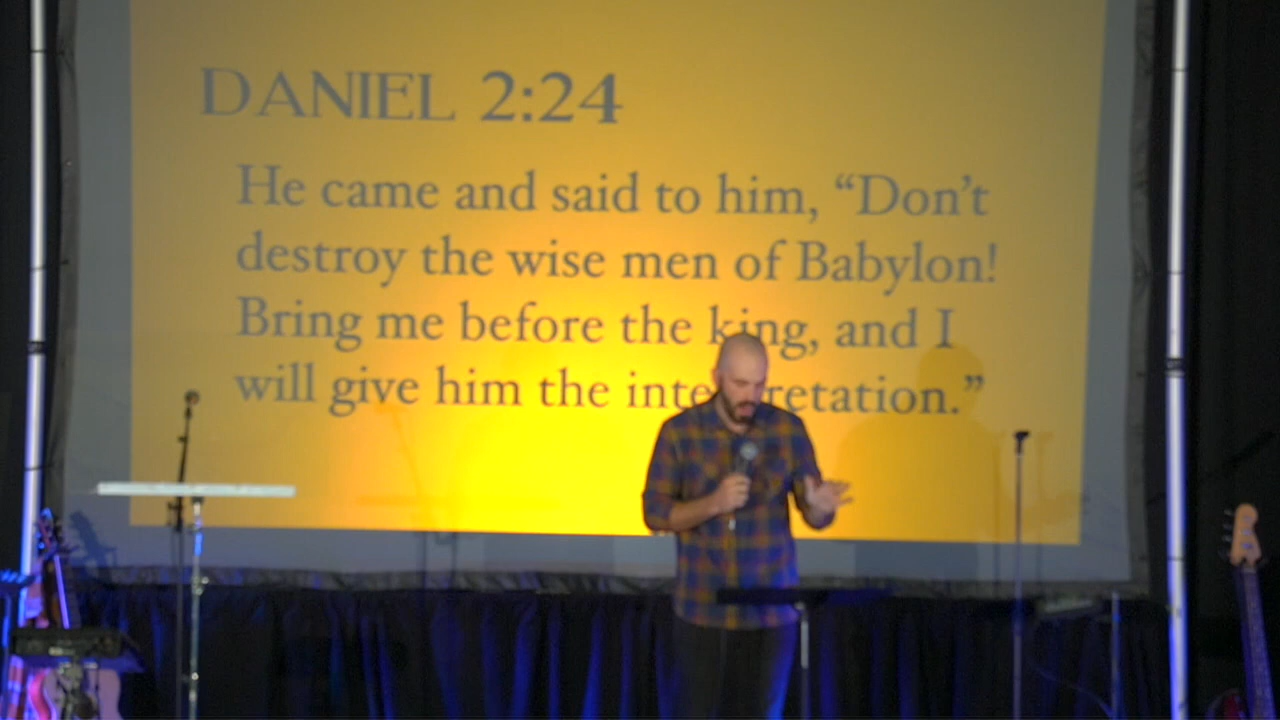 DANIEL 2:24
He came and said to him, “Don’t
destroy the wise men of Babylon!
Bring me before the king, and I
will give him the interpretation.”